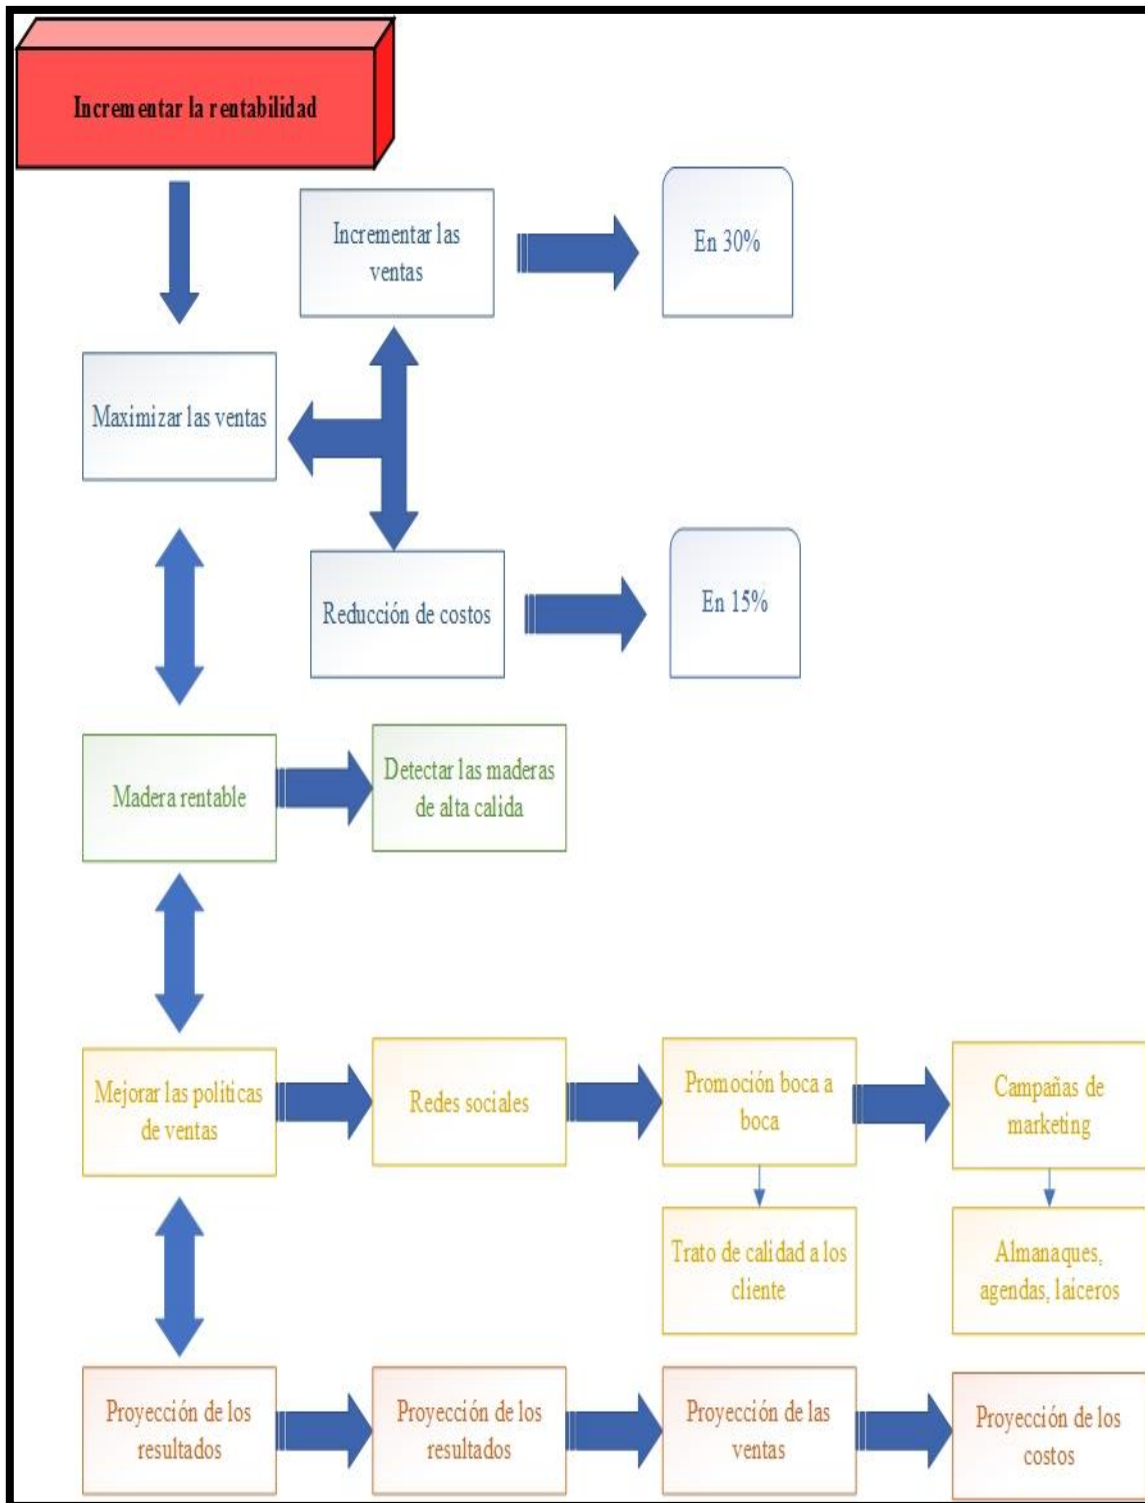 Incrementar la rentabilidad
Incrementar las
ventas
En 30%
Maximizar las ventas
Reducción de costos
En 15%
Madera rentable
Detectar las maderas
de alta calida
Mejorar las políticas
de ventas
Redes sociales
Promoción boca a
boca
Campañas de
marketing
Trato de calidad a los
cliente
Almanaques,
agendas, laiceros
Proyección de los
resultados
Proyección de los
resultados
Proyección de las
ventas
Proyección de los
costos